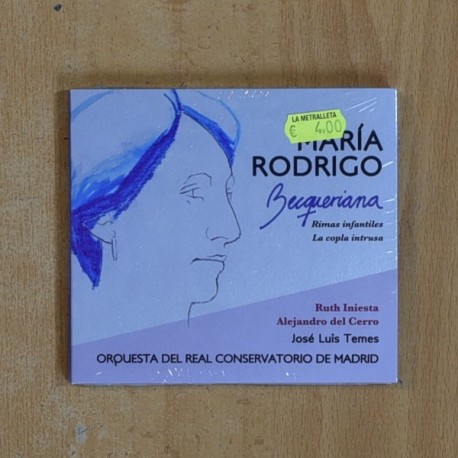 LA METRALLETA
€ 4.00
MARÍA
RODRIGO
Becqueriana
Rimas infantiles
La copla intrusa
Ruth Iniesta
Alejandro del Cerro
José Luis Temes
ORQUESTA DEL REAL CONSERVATORIO DE MADRID